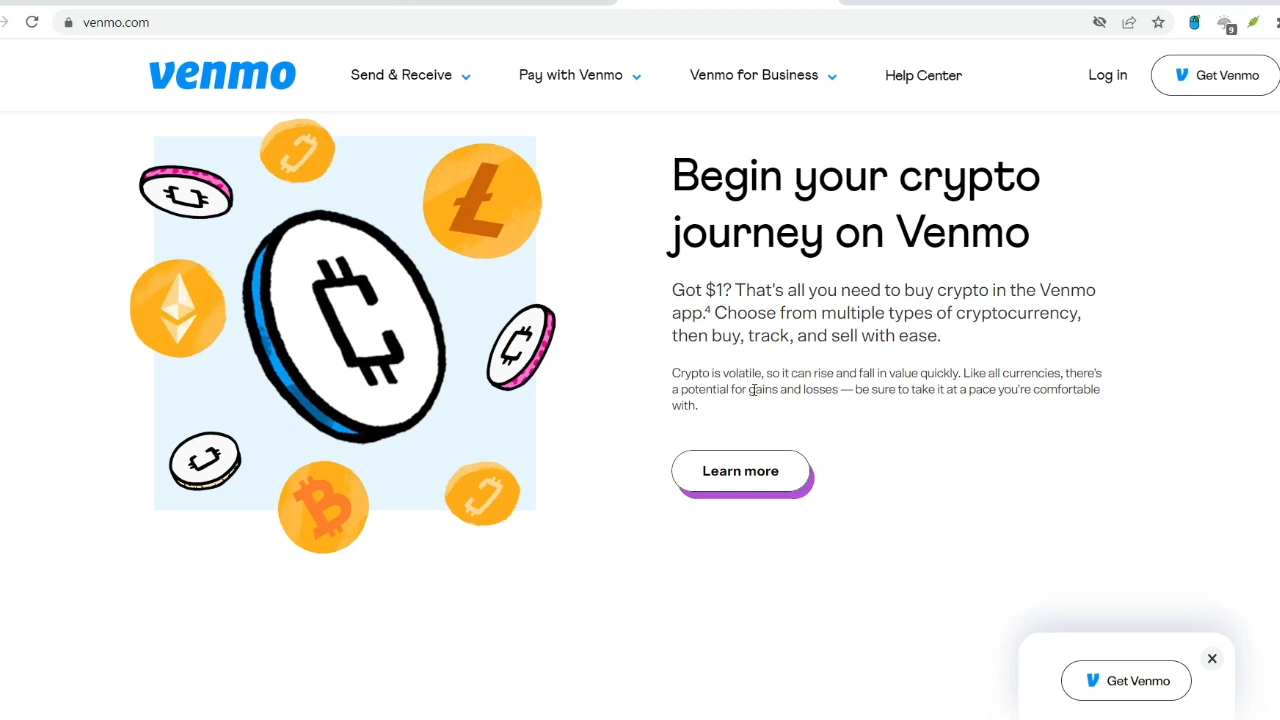 venmo.com
9
venmo
Send & Receive
Pay with Venmo
Venmo for Business
Help Center
Log in
Get Venmo
Begin your crypto
journey on Venmo
Got $1? That's all you need to buy crypto in the Venmo
app.⁴ Choose from multiple types of cryptocurrency,
then buy, track, and sell with ease.
Crypto is volatile, so it can rise and fall in value quickly. Like all currencies, there's
a potential for gains and losses — be sure to take it at a pace you're comfortable
with.
Learn more
Get Venmo